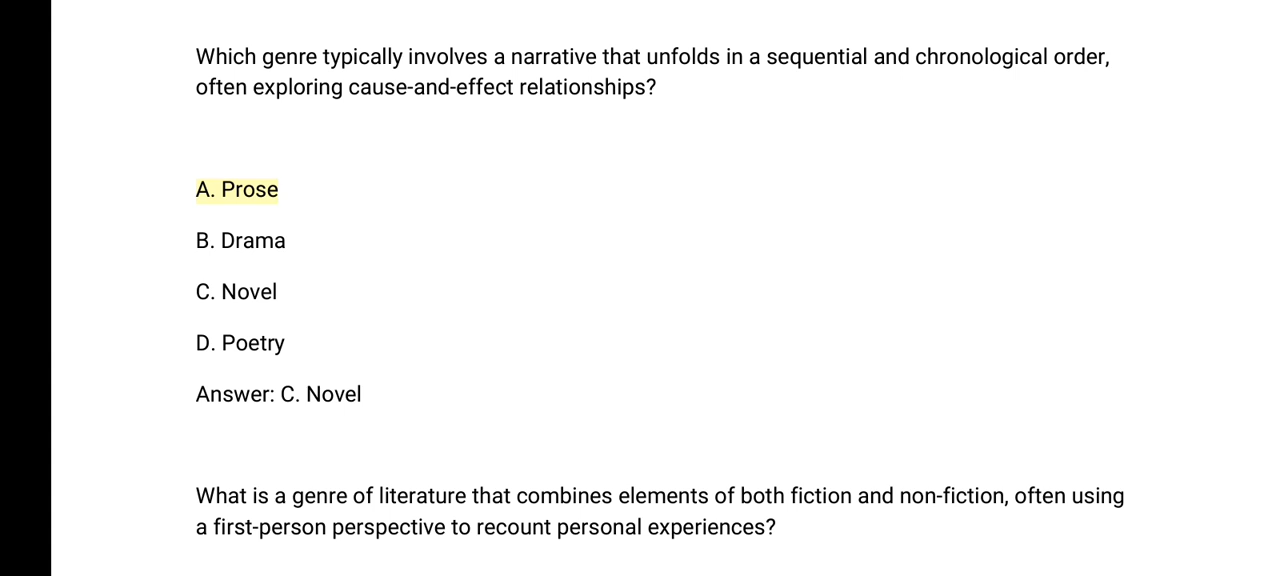 Which genre typically involves a narrative that unfolds in a sequential and chronological order,
often exploring cause-and-effect relationships?
A. Prose
B. Drama
C. Novel
D. Poetry
Answer: C. Novel
What is a genre of literature that combines elements of both fiction and non-fiction, often using
a first-person perspective to recount personal experiences?